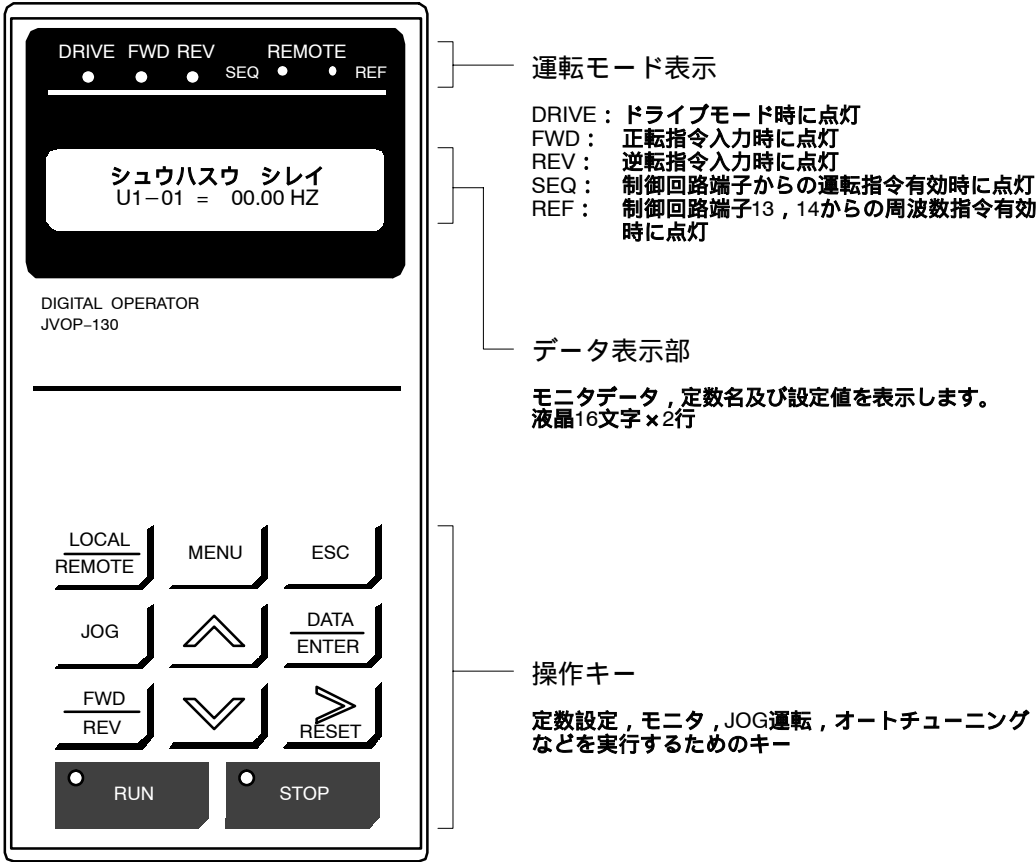 DRIVE FWD REV REMOTE
SEQ REF
シュウハスウ シレイ
U1−01 = 00.00 HZ
DIGITAL OPERATOR
JVOP−130
LOCAL
REMOTE
MENU
ESC
JOG
DATA
ENTER
FWD
REV
RESET
RUN
STOP
運転モード表示
DRIVE： ドライブモード時に点灯
FWD： 正転指令入力時に点灯
REV： 逆転指令入力時に点灯
SEQ： 制御回路端子からの運転指令有効時に点灯
REF： 制御回路端子13，14からの周波数指令有効
時に点灯
データ表示部
モニタデータ，定数名及び設定値を表示します。
液晶16文字×2行
操作キー
定数設定，モニタ，JOG運転，オートチューニング
などを実行するためのキー